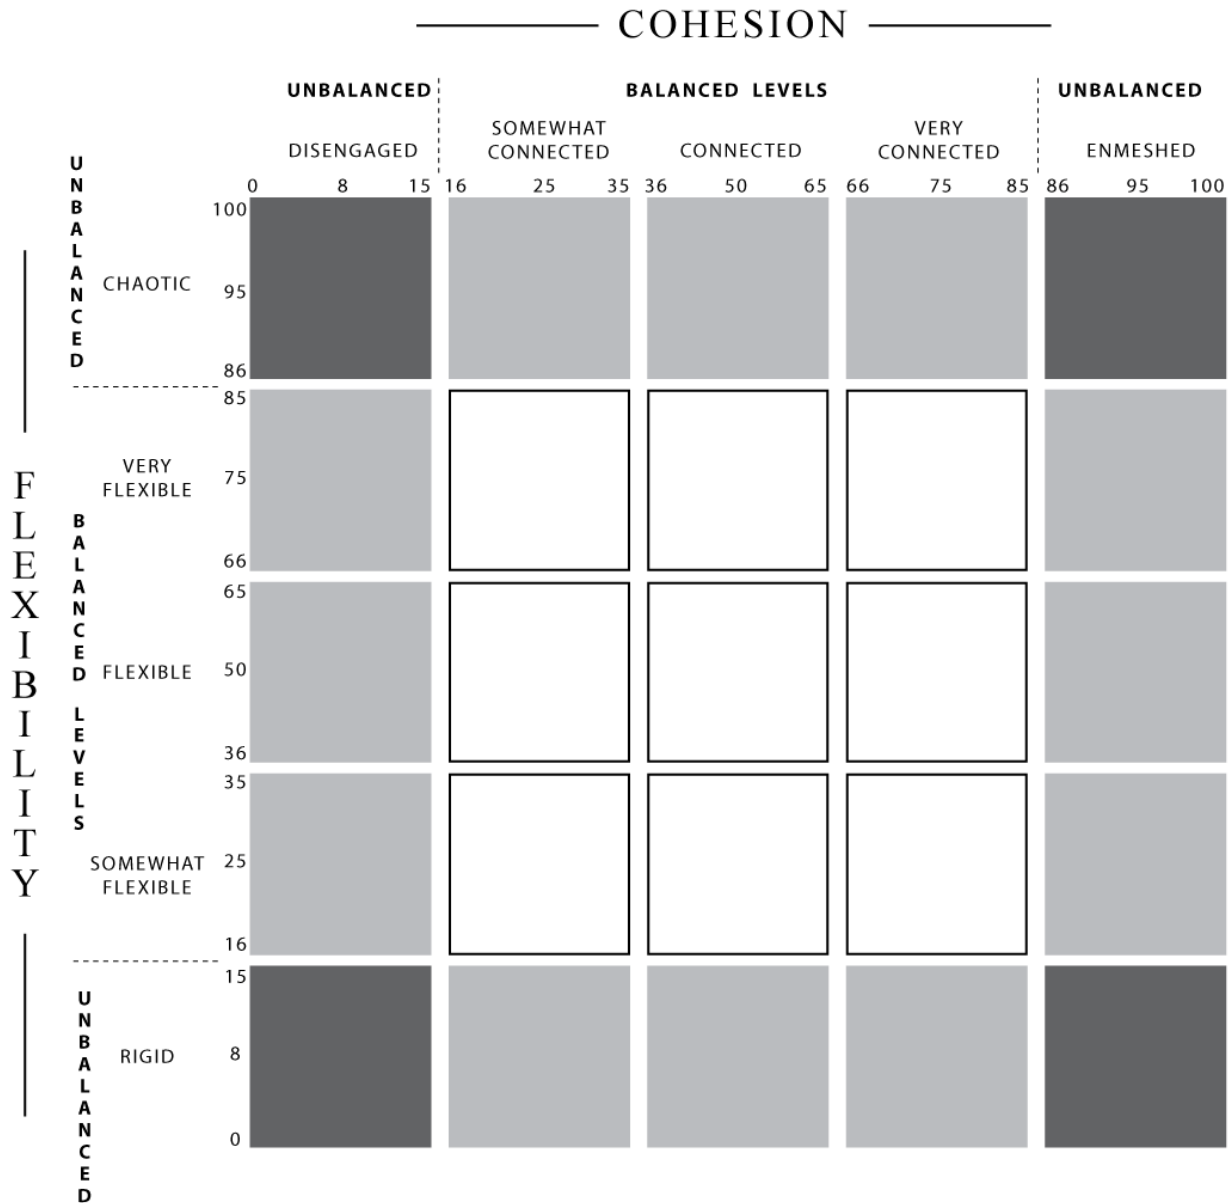 COHESION
UNBALANCED
BALANCED LEVELS
UNBALANCED
DISENGAGED
SOMEWHAT
CONNECTED
CONNECTED
VERY
CONNECTED
ENMESHED
0 8 15 16 25 35 36 50 65 66 75 85 86 95 100
FLEXIBILITY
UNBALANCED
CHAOTIC
100
95
86
BALANCED LEVELS
VERY
FLEXIBLE
85
75
66
FLEXIBLE
65
50
36
SOMEWHAT
FLEXIBLE
35
25
16
UNBALANCED
RIGID
15
8
0